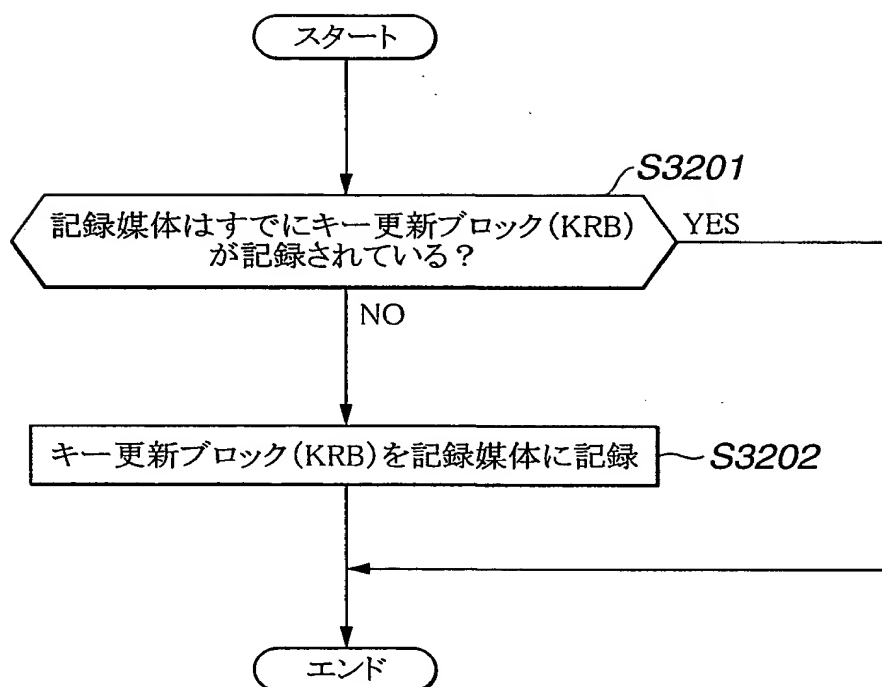 スタート
S3201
記録媒体はすでにキー更新ブロック(KRB)
が記録されている?
YES
NO
キー更新ブロック(KRB)を記録媒体に記録
S3202
エンド